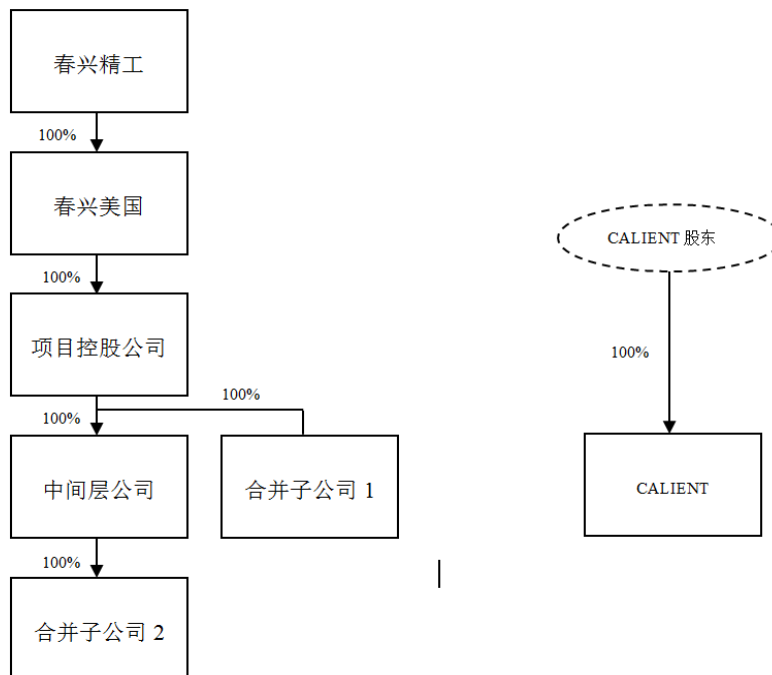 春兴精工
100%
春兴美国
CALIENT 股东
100%
项目控股公司
100%
100%
100%
中间层公司
合并子公司 1
CALIENT
100%
合并子公司 2